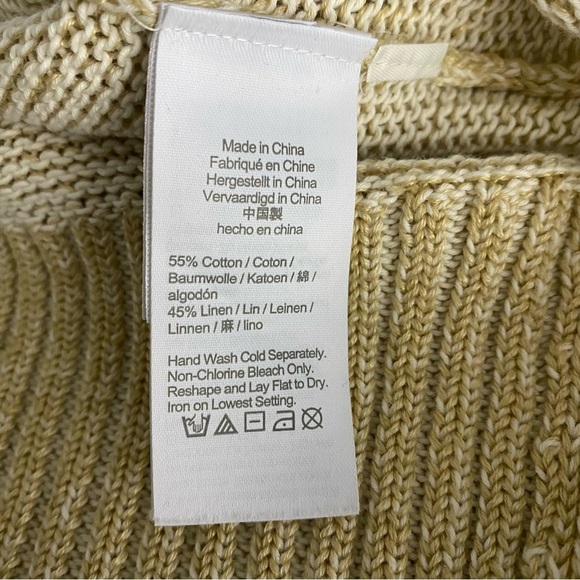 Made in China
Fabriqué en Chine
Hergestellt in China
Vervaardigd in China
中国製
hecho en china
55% Cotton / Coton /
Baumwolle / Katoen / 綿 /
algodón
45% Linen / Lin / Leinen /
Linnen / 麻 / lino
Hand Wash Cold Separately.
Non-Chlorine Bleach Only.
Reshape and Lay Flat to Dry.
Iron on Lowest Setting.